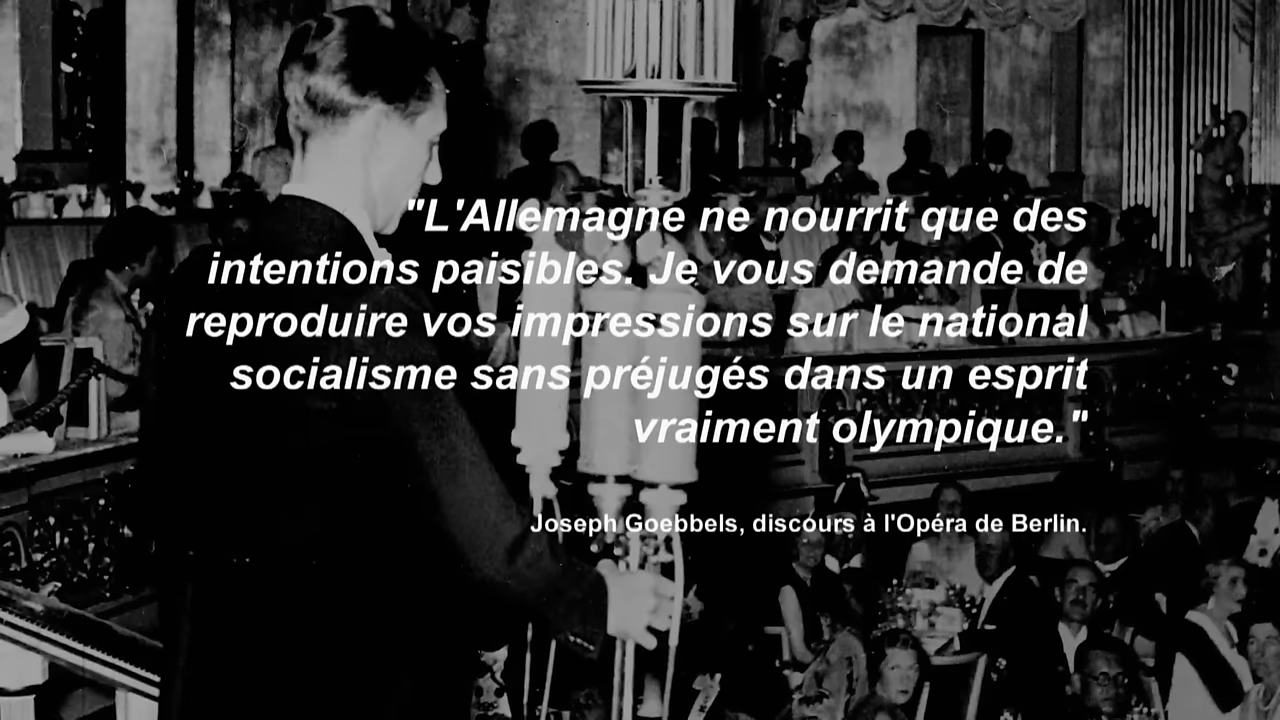 "L'Allemagne ne nourrit que des
intentions paisibles. Je vous demande de
reproduire vos impressions sur le national
socialisme sans préjugés dans un esprit
vraiment olympique."
Joseph Goebbels, discours à l'Opéra de Berlin.